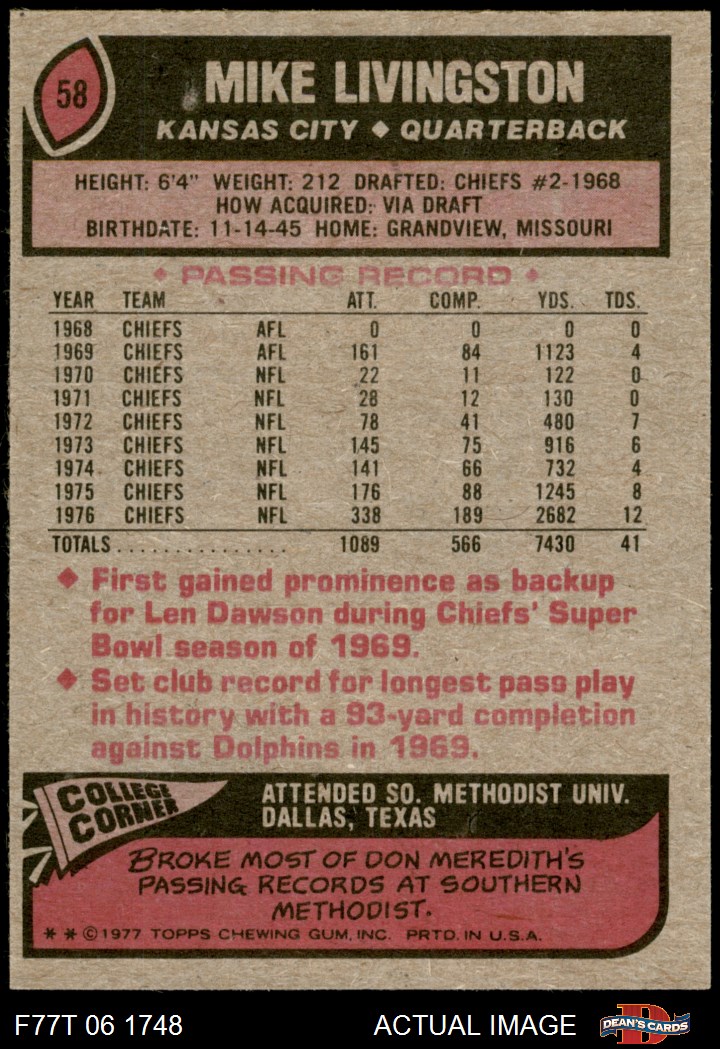 58
MIKE LIVINGSTON
KANSAS CITY ◆ QUARTERBACK
HEIGHT: 6'4" WEIGHT: 212 DRAFTED: CHIEFS #2-1968
HOW ACQUIRED: VIA DRAFT
BIRTHDATE: 11-14-45 HOME: GRANDVIEW, MISSOURI
◆ PASSING RECORD ◆
YEAR TEAM ATT. COMP. YDS. TDS.
1968 CHIEFS AFL 0 0 0 0
1969 CHIEFS AFL 161 84 1123 4
1970 CHIEFS NFL 22 11 122 0
1971 CHIEFS NFL 28 12 130 0
1972 CHIEFS NFL 78 41 480 7
1973 CHIEFS NFL 145 75 916 6
1974 CHIEFS NFL 141 66 732 4
1975 CHIEFS NFL 176 88 1245 8
1976 CHIEFS NFL 338 189 2682 12
TOTALS................ 1089 566 7430 41
◆ First gained prominence as backup
for Len Dawson during Chiefs' Super
Bowl season of 1969.
◆ Set club record for longest pass play
in history with a 93-yard completion
against Dolphins in 1969.
COLLEGE
CORNER
ATTENDED SO. METHODIST UNIV.
DALLAS, TEXAS
BROKE MOST OF DON MEREDITH'S
PASSING RECORDS AT SOUTHERN
METHODIST.
* * ©1977 TOPPS CHEWING GUM, INC. PRTD. IN U.S.A.
F77T 06 1748 ACTUAL IMAGE D DEAN'S CARDS